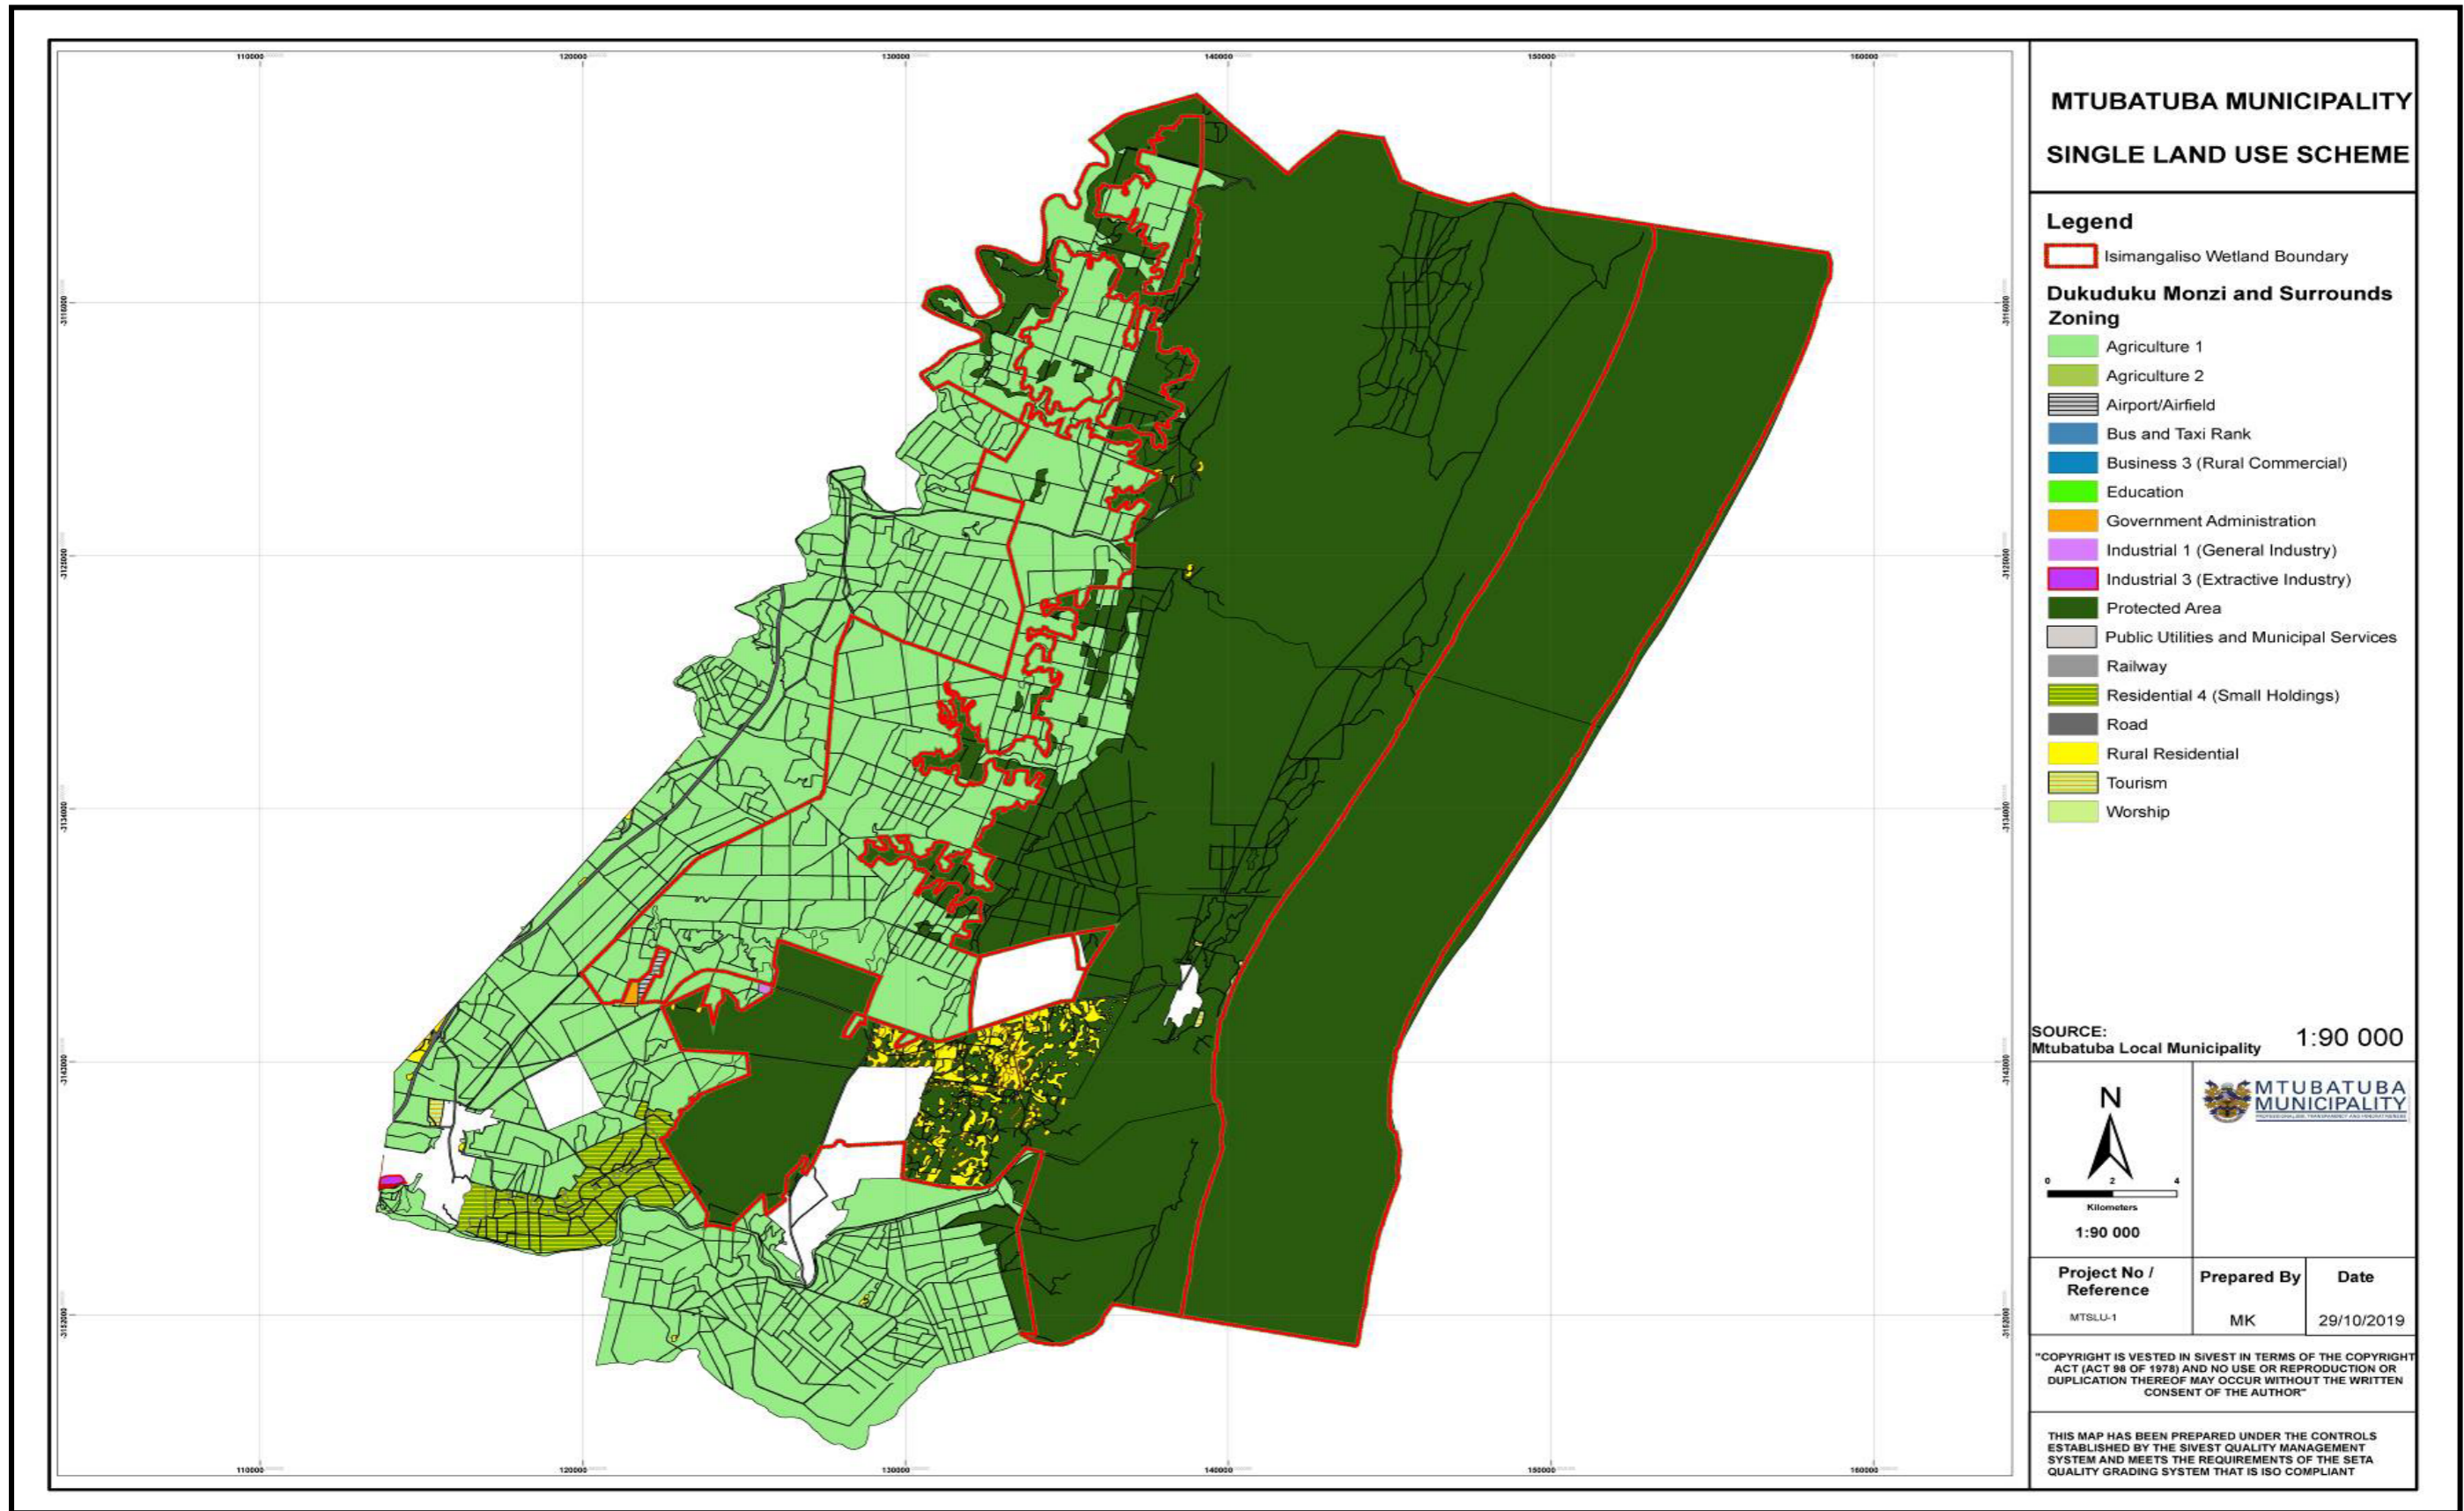 110000 120000 130000 140000 150000 160000
MTUBATUBA MUNICIPALITY
SINGLE LAND USE SCHEME
Legend
Isimangaliso Wetland Boundary
Dukuduku Monzi and Surrounds
Zoning
Agriculture 1
Agriculture 2
Airport/Airfield
Bus and Taxi Rank
Business 3 (Rural Commercial)
Education
Government Administration
Industrial 1 (General Industry)
Industrial 3 (Extractive Industry)
Protected Area
Public Utilities and Municipal Services
Railway
Residential 4 (Small Holdings)
Road
Rural Residential
Tourism
Worship
SOURCE:
Mtubatuba Local Municipality
1:90 000
N
0 2 4
Kilometers
1:90 000
MTUBATUBA
MUNICIPALITY
Project No /
Reference
MTSLU-1
Prepared By
MK
Date
29/10/2019
"COPYRIGHT IS VESTED IN SiVEST IN TERMS OF THE COPYRIGHT
ACT (ACT 98 OF 1978) AND NO USE OR REPRODUCTION OR
DUPLICATION THEREOF MAY OCCUR WITHOUT THE WRITTEN
CONSENT OF THE AUTHOR"
THIS MAP HAS BEEN PREPARED UNDER THE CONTROLS
ESTABLISHED BY THE SIVEST QUALITY MANAGEMENT
SYSTEM AND MEETS THE REQUIREMENTS OF THE SETA
QUALITY GRADING SYSTEM THAT IS ISO COMPLIANT
110000 120000 130000 140000 150000 160000